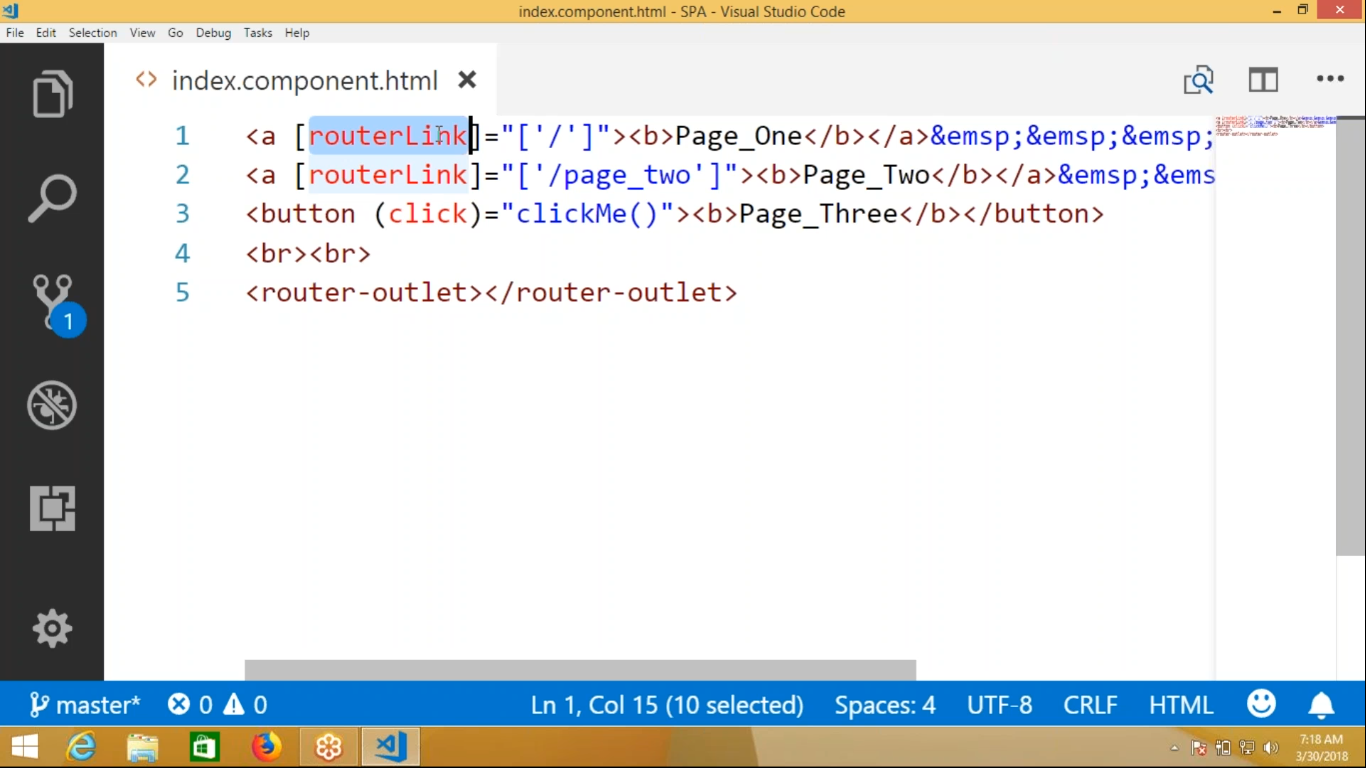 index.component.html - SPA - Visual Studio Code
File Edit Selection View Go Debug Tasks Help
index.component.html
1 <a [routerLink]="['/']"><b>Page_One</b></a>&emsp;&emsp;&emsp;
2 <a [routerLink]="['/page_two']"><b>Page_Two</b></a>&emsp;&ems
3 <button (click)="clickMe()"><b>Page_Three</b></button>
4 <br><br>
5 <router-outlet></router-outlet>
1
master* 0 0 Ln 1, Col 15 (10 selected) Spaces: 4 UTF-8 CRLF HTML
7:18 AM
3/30/2018